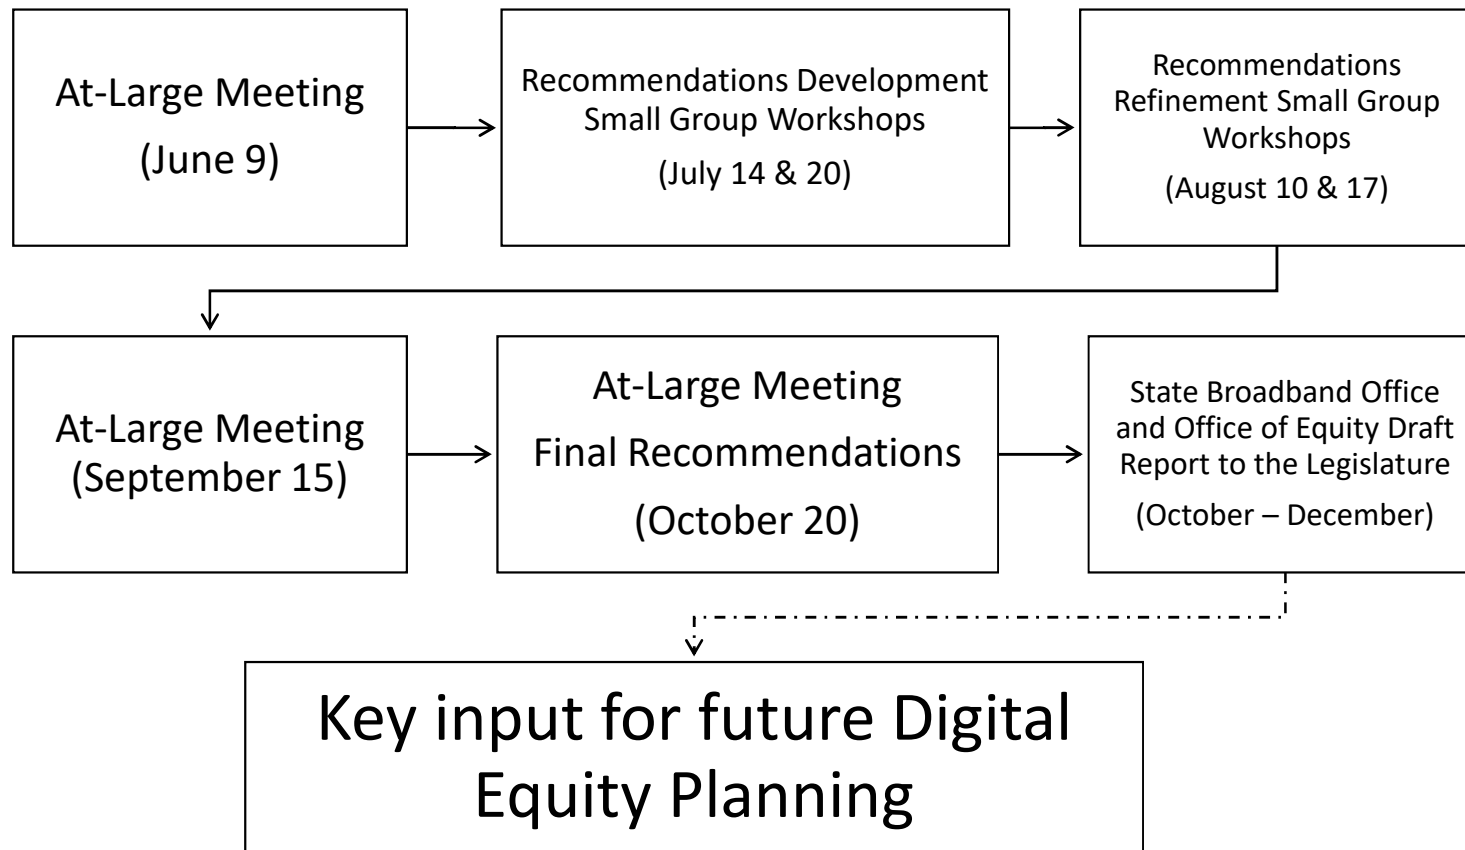 At-Large Meeting
(June 9)
Recommendations Development
Small Group Workshops
(July 14 & 20)
Recommendations
Refinement Small Group
Workshops
(August 10 & 17)
At-Large Meeting
(September 15)
At-Large Meeting
Final Recommendations
(October 20)
State Broadband Office
and Office of Equity Draft
Report to the Legislature
(October – December)
Key input for future Digital
Equity Planning